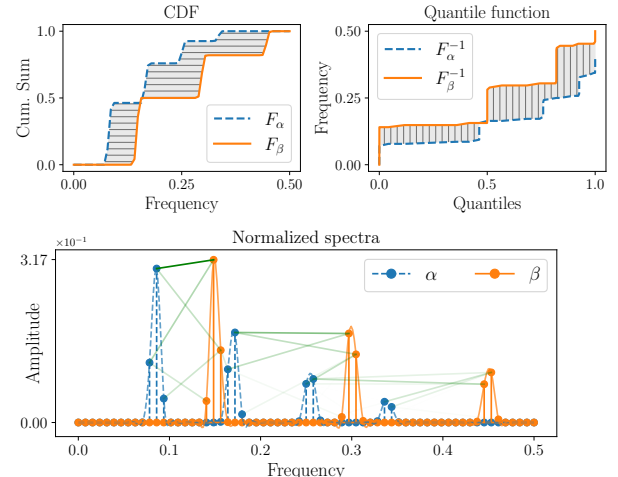 CDF
Quantile function
1.0
0.5
0.0
Cum. Sum
F_α
F_β
0.00
0.25
0.50
Frequency
0.50
0.25
0.00
Frequency
F_α^{-1}
F_β^{-1}
0.0
0.5
1.0
Quantiles
Normalized spectra
×10^{-1}
3.17
0.00
Amplitude
α
β
0.0
0.1
0.2
0.3
0.4
0.5
Frequency